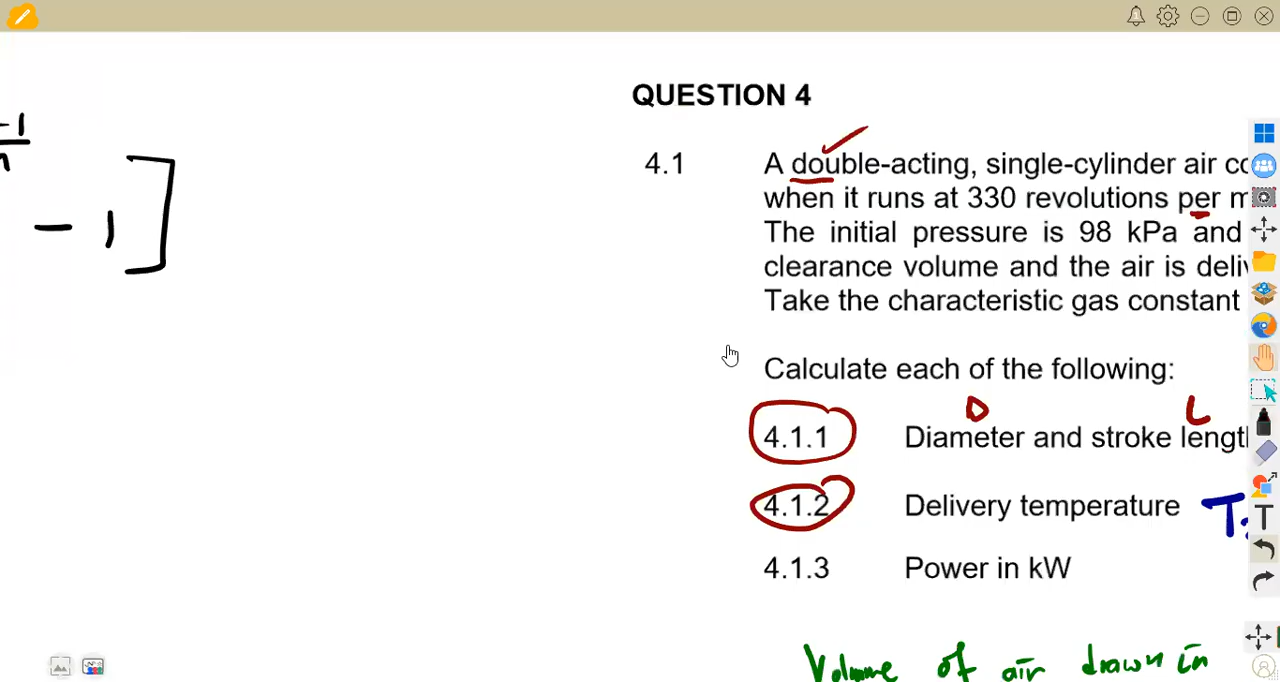 QUESTION 4
4.1 A double-acting, single-cylinder air
when it runs at 330 revolutions per
The initial pressure is 98 kPa and
clearance volume and the air is
Take the characteristic gas constant
Calculate each of the following:
D L
4.1.1 Diameter and stroke
4.1.2 Delivery temperature
4.1.3 Power in kW
Volume of air drawn in
- 1 ]